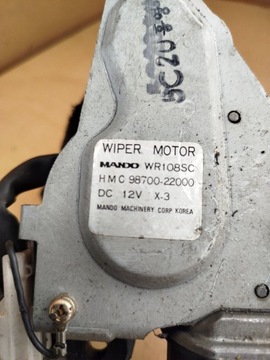 WIPER MOTOR
MANDO WR108SC
HMC 98700-22000
DC 12V X-3
MANDO MACHINERY CORP KOREA